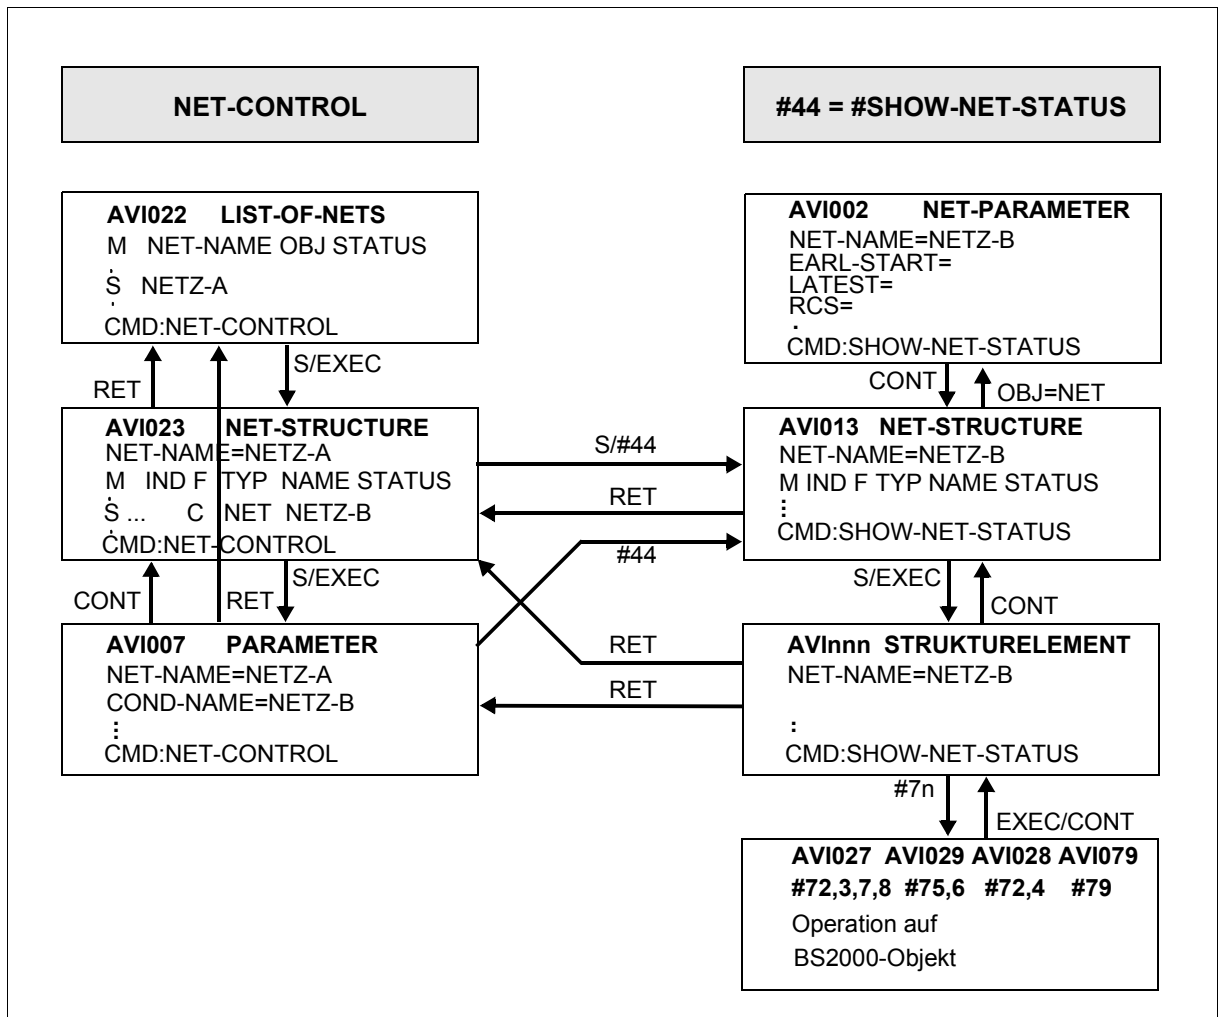 NET-CONTROL
#44 = #SHOW-NET-STATUS
AVI022 LIST-OF-NETS
M NET-NAME OBJ STATUS
:
S NETZ-A
:
CMD:NET-CONTROL
AVI002 NET-PARAMETER
NET-NAME=NETZ-B
EARL-START=
LATEST=
RCS=
:
CMD:SHOW-NET-STATUS
RET
S/EXEC
CONT
OBJ=NET
AVI023 NET-STRUCTURE
NET-NAME=NETZ-A
M IND F TYP NAME STATUS
:
S ... C NET NETZ-B
:
CMD:NET-CONTROL
S/#44
RET
#44
AVI013 NET-STRUCTURE
NET-NAME=NETZ-B
M IND F TYP NAME STATUS
:
CMD:SHOW-NET-STATUS
CONT
RET
S/EXEC
S/EXEC
CONT
AVI007 PARAMETER
NET-NAME=NETZ-A
COND-NAME=NETZ-B
:
CMD:NET-CONTROL
RET
RET
AVInnn STRUKTURELEMENT
NET-NAME=NETZ-B
:
CMD:SHOW-NET-STATUS
#7n
EXEC/CONT
AVI027 AVI029 AVI028 AVI079
#72,3,7,8 #75,6 #72,4 #79
Operation auf
BS2000-Objekt